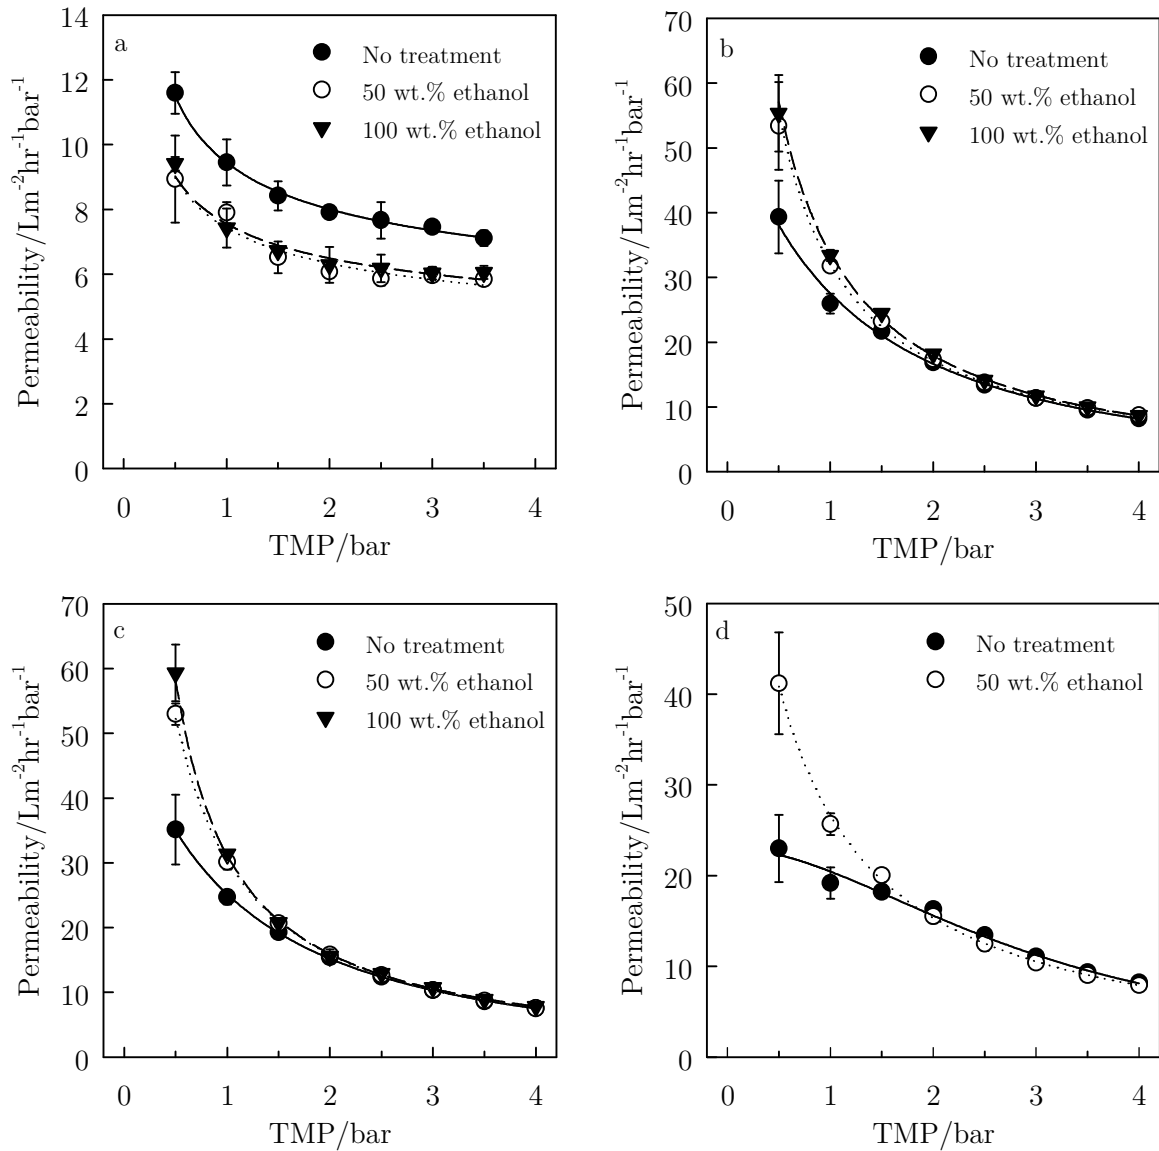 a
No treatment
50 wt.% ethanol
100 wt.% ethanol
Permeability/Lm-2hr-1bar-1
14
12
10
8
6
4
2
0
0 1 2 3 4
TMP/bar
b
No treatment
50 wt.% ethanol
100 wt.% ethanol
Permeability/Lm-2hr-1bar-1
70
60
50
40
30
20
10
0
0 1 2 3 4
TMP/bar
c
No treatment
50 wt.% ethanol
100 wt.% ethanol
Permeability/Lm-2hr-1bar-1
70
60
50
40
30
20
10
0
0 1 2 3 4
TMP/bar
d
No treatment
50 wt.% ethanol
Permeability/Lm-2hr-1bar-1
50
40
30
20
10
0
0 1 2 3 4
TMP/bar